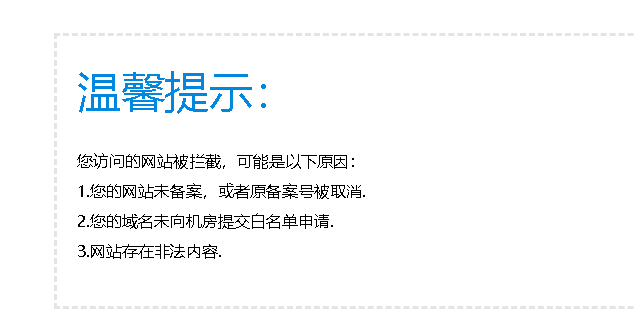 温馨提示：
您访问的网站被拦截，可能是以下原因：
1.您的网站未备案，或者原备案号被取消.
2.您的域名未向机房提交白名单申请.
3.网站存在非法内容.